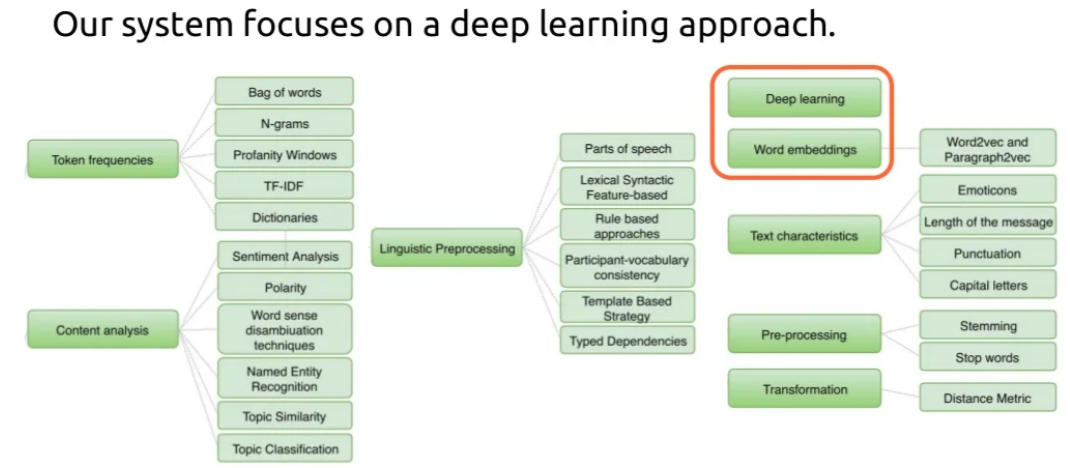 Our system focuses on a deep learning approach.
Token frequencies
Bag of words
N-grams
Profanity Windows
TF-IDF
Dictionaries
Content analysis
Sentiment Analysis
Polarity
Word sense
disambiuation
techniques
Named Entity
Recognition
Topic Similarity
Topic Classification
Linguistic Preprocessing
Parts of speech
Lexical Syntactic
Feature-based
Rule based
approaches
Participant-vocabulary
consistency
Template Based
Strategy
Typed Dependencies
Deep learning
Word embeddings
Word2vec and
Paragraph2vec
Text characteristics
Emoticons
Length of the message
Punctuation
Capital letters
Pre-processing
Stemming
Stop words
Transformation
Distance Metric